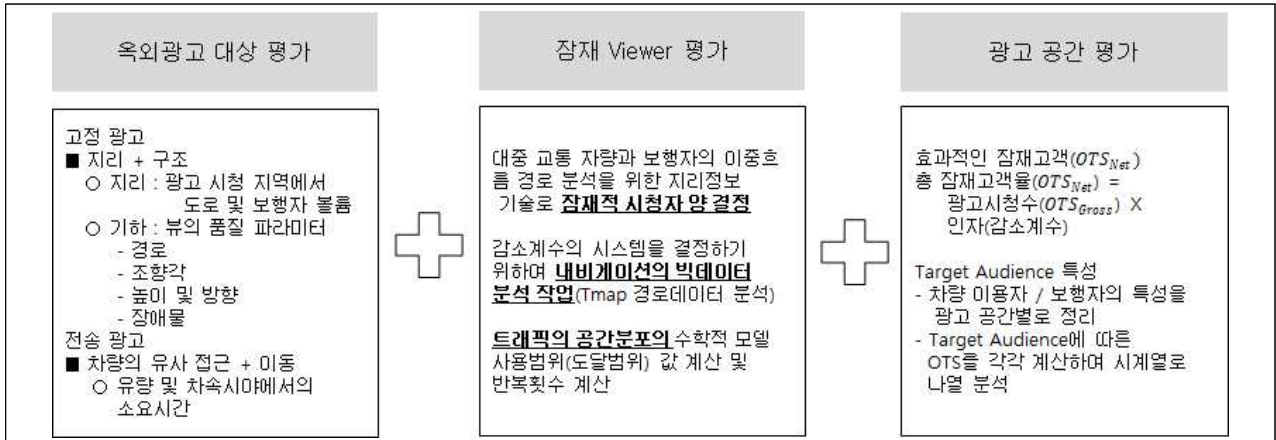 옥외광고 대상 평가
고정 광고
■ 지리 + 구조
○ 지리 : 광고 시청 지역에서
도로 및 보행자 볼륨
○ 기하 : 뷰의 품질 파라미터
- 경로
- 조향각
- 높이 및 방향
- 장애물
전송 광고
■ 차량의 유사 접근 + 이동
○ 유량 및 차속시야에서의
소요시간
잠재 Viewer 평가
대중 교통 차량과 보행자의 이중흐
름 경로 분석을 위한 지리정보
기술로 잠재적 시청자 양 결정
감소계수의 시스템을 결정하기
위하여 내비게이션의 빅데이터
분석 작업(Tmap 경로데이터 분석)
트래픽의 공간분포의 수학적 모델
사용범위(도달범위) 값 계산 및
반복횟수 계산
광고 공간 평가
효과적인 잠재고객(OTS_Net)
총 잠재고객율(OTS_Net) =
광고시청수(OTS_Gross) X
인자(감소계수)
Target Audience 특성
- 차량 이용자 / 보행자의 특성을
광고 공간별로 정리
- Target Audience에 따른
OTS을 각각 계산하여 시계열로
나열 분석